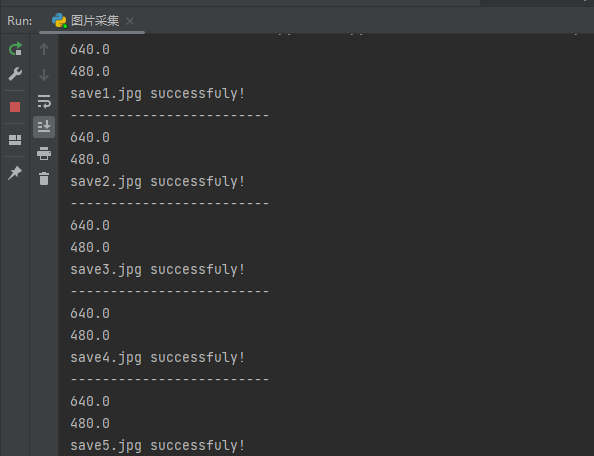 Run: 图片采集
640.0
480.0
save1.jpg successfuly!
-------------------------
640.0
480.0
save2.jpg successfuly!
-------------------------
640.0
480.0
save3.jpg successfuly!
-------------------------
640.0
480.0
save4.jpg successfuly!
-------------------------
640.0
480.0
save5.jpg successfuly!